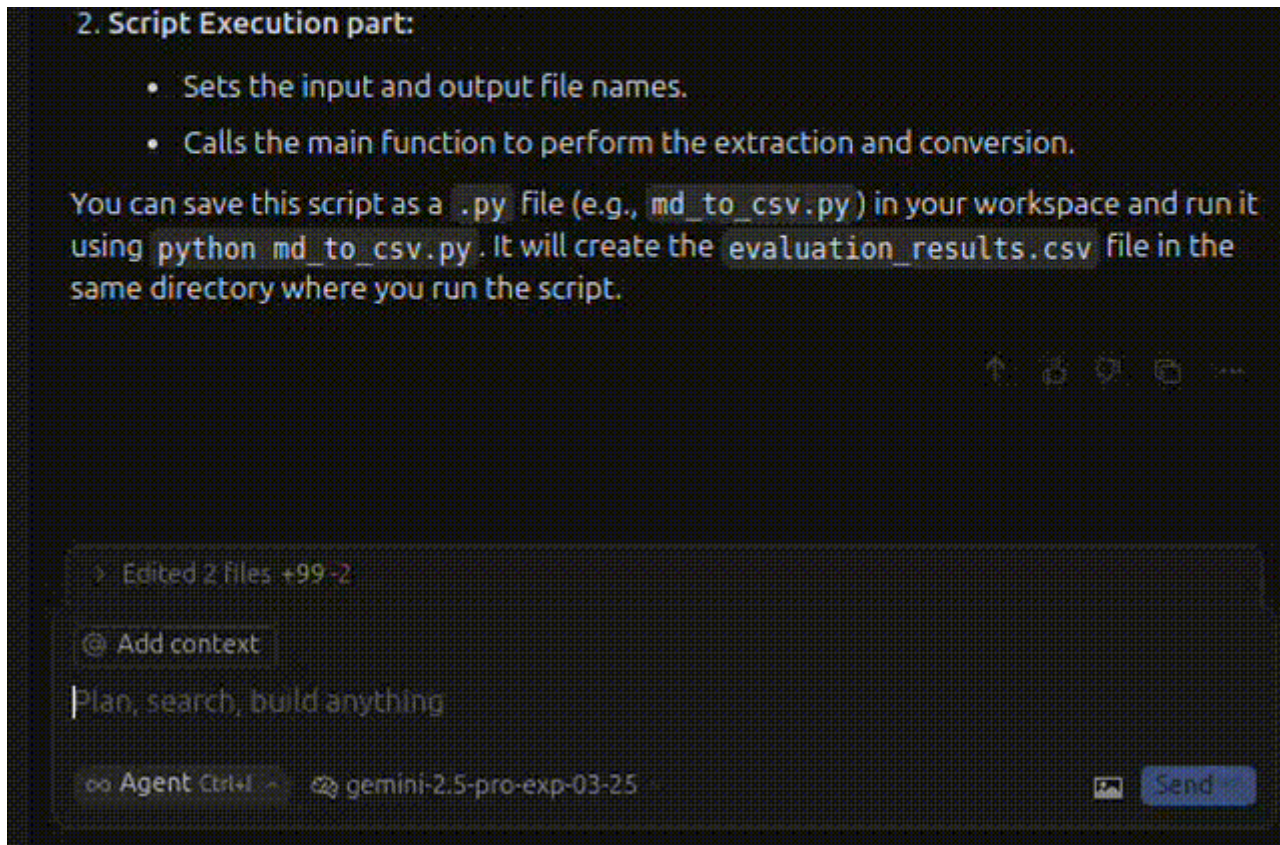 2. Script Execution part:
• Sets the input and output file names.
• Calls the main function to perform the extraction and conversion.
You can save this script as a .py file (e.g., md_to_csv.py) in your workspace and run it
using python md_to_csv.py. It will create the evaluation_results.csv file in the
same directory where you run the script.
> Edited 2 files +99 -2
@ Add context
Plan, search, build anything
∞ Agent Ctrl+I gemini-2.5-pro-exp-03-25 Send